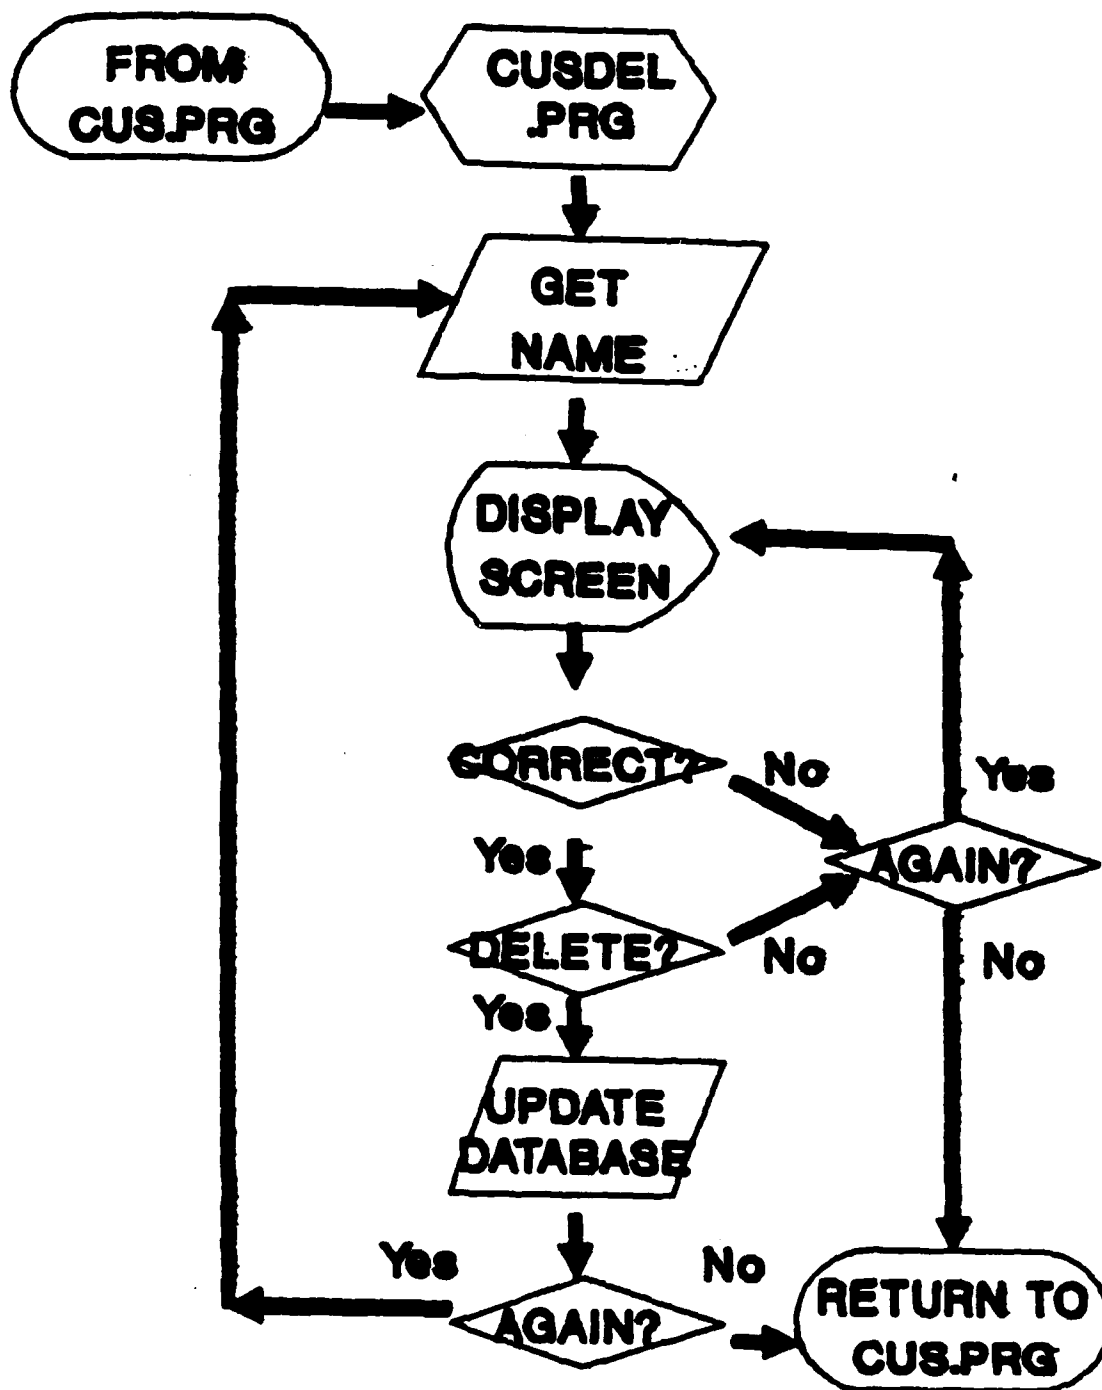 FROM
CUS.PRG
CUSDEL
.PRG
GET
NAME
DISPLAY
SCREEN
CORRECT?
No
Yes
Yes
AGAIN?
DELETE?
No
No
Yes
UPDATE
DATABASE
Yes
No
AGAIN?
RETURN TO
CUS.PRG